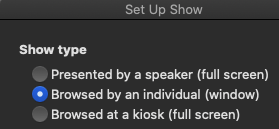 Set Up Show
Show type
Presented by a speaker (full screen)
Browsed by an individual (window)
Browsed at a kiosk (full screen)